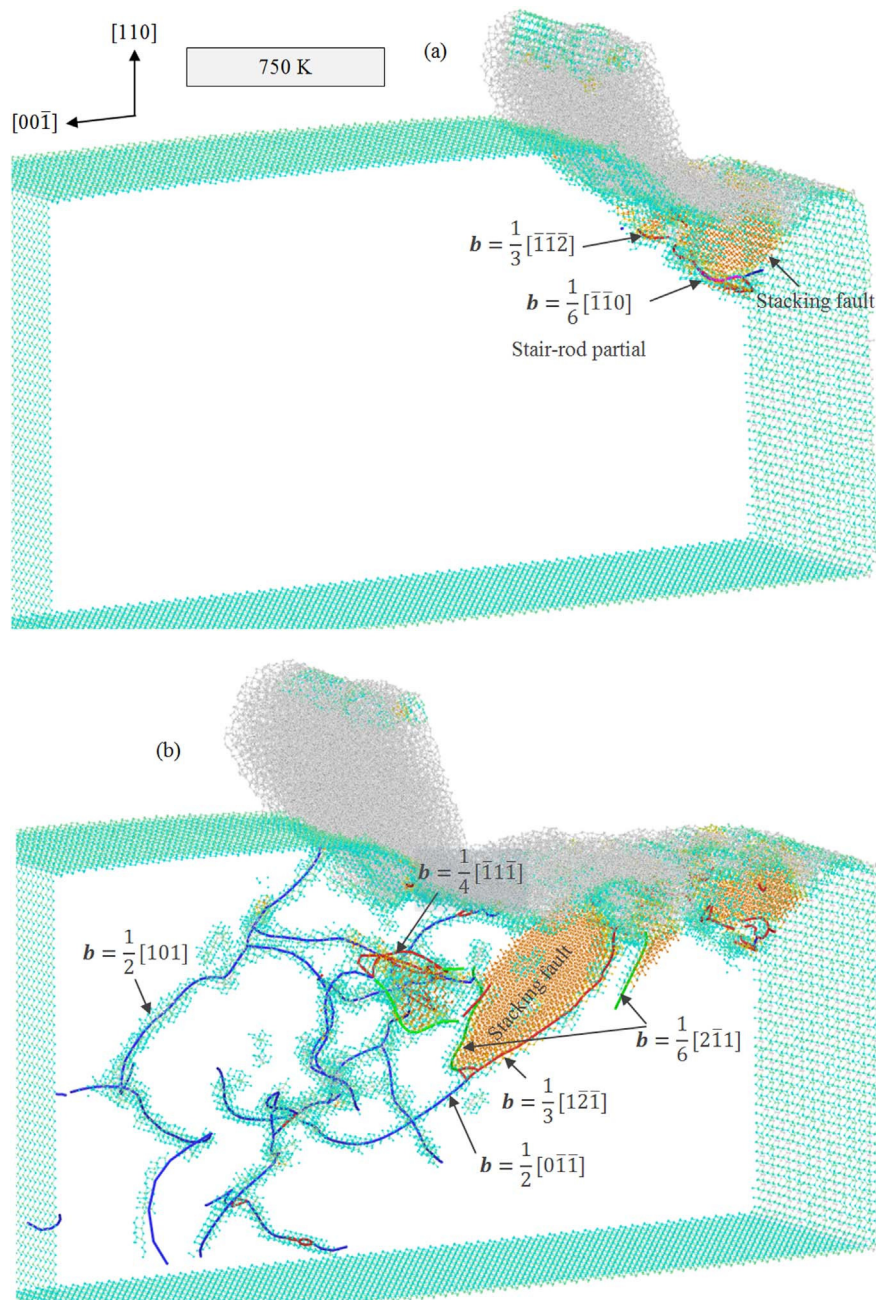 [110]
750 K
(a)
[001̄]
b = 1/3 [1̄1̄2̄]
b = 1/6 [1̄1̄0]
Stacking fault
Stair-rod partial
(b)
b = 1/4 [1̄11̄]
b = 1/2 [101]
Stacking fault
b = 1/6 [21̄1]
b = 1/3 [12̄1̄]
b = 1/2 [01̄1̄]